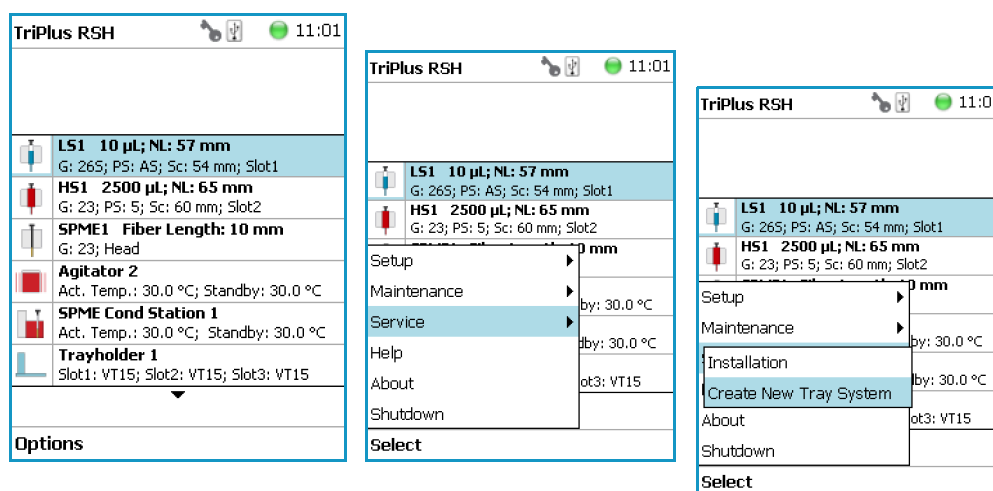 TriPlus RSH 11:01
LS1 10 µL; NL: 57 mm
G: 26S; PS: AS; Sc: 54 mm; Slot1
HS1 2500 µL; NL: 65 mm
G: 23; PS: 5; Sc: 60 mm; Slot2
SPME1 Fiber Length: 10 mm
G: 23; Head
Agitator 2
Act. Temp.: 30.0 °C; Standby: 30.0 °C
SPME Cond Station 1
Act. Temp.: 30.0 °C; Standby: 30.0 °C
Trayholder 1
Slot1: VT15; Slot2: VT15; Slot3: VT15
Options
TriPlus RSH 11:01
LS1 10 µL; NL: 57 mm
G: 26S; PS: AS; Sc: 54 mm; Slot1
HS1 2500 µL; NL: 65 mm
G: 23; PS: 5; Sc: 60 mm; Slot2
0 mm
Setup
Maintenance
by: 30.0 °C
Service
dby: 30.0 °C
Help
About
ot3: VT15
Shutdown
Select
TriPlus RSH 11:0
LS1 10 µL; NL: 57 mm
G: 26S; PS: AS; Sc: 54 mm; Slot1
HS1 2500 µL; NL: 65 mm
G: 23; PS: 5; Sc: 60 mm; Slot2
0 mm
Setup
Maintenance
by: 30.0 °C
Installation
Create New Tray System
lby: 30.0 °C
About
ot3: VT15
Shutdown
Select